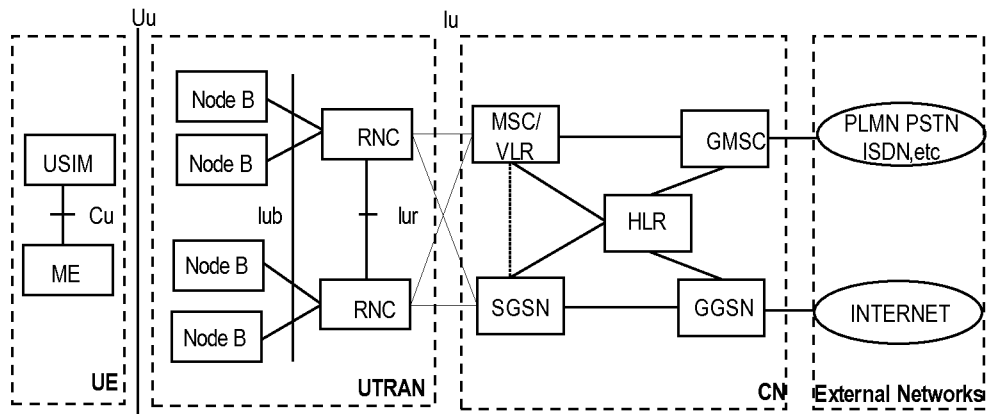 Uu
Iu
Node B
Node B
RNC
MSC/
VLR
GMSC
PLMN PSTN
ISDN,etc
USIM
Cu
ME
Iub
Iur
HLR
Node B
Node B
RNC
SGSN
GGSN
INTERNET
UE
UTRAN
CN
External Networks